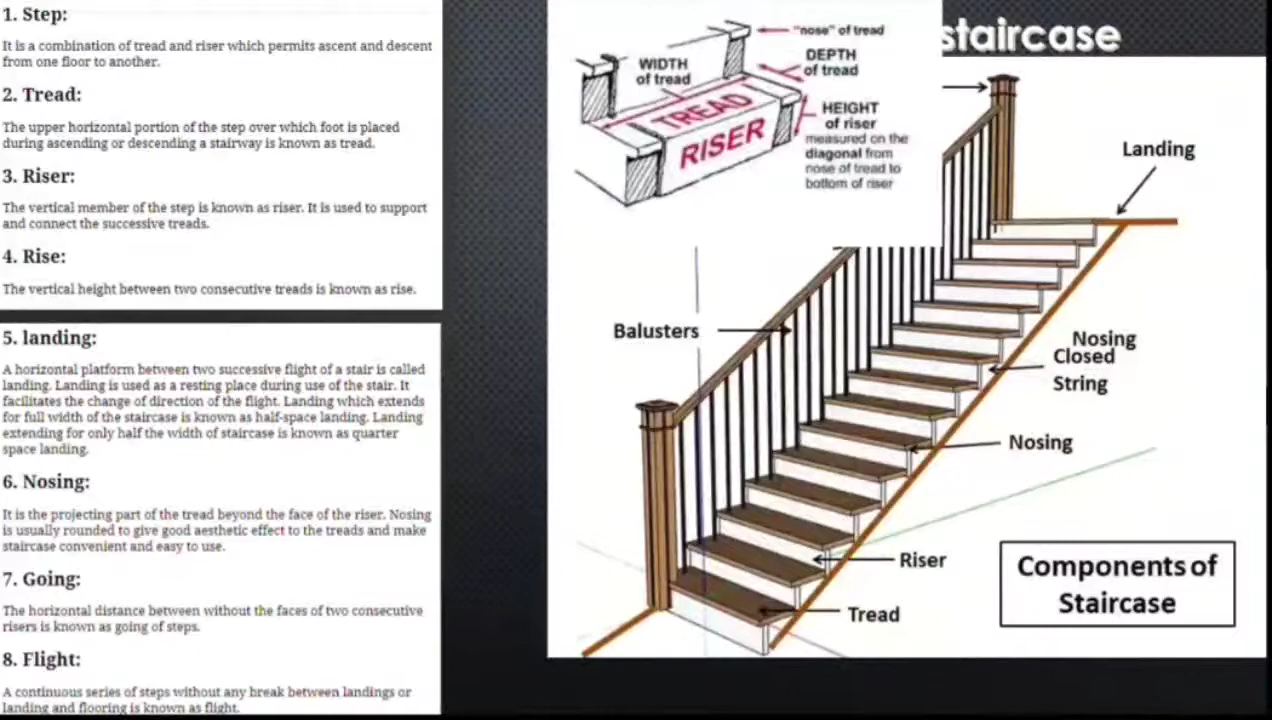 1. Step:
It is a combination of tread and riser which permits ascent and descent
from one floor to another.
2. Tread:
The upper horizontal portion of the step over which foot is placed
during ascending or descending a stairway is known as tread.
3. Riser:
The vertical member of the step is known as riser. It is used to support
and connect the successive treads.
4. Rise:
The vertical height between two consecutive treads is known as rise.
5. landing:
A horizontal platform between two successive flight of a stair is called
landing. Landing is used as a resting place during use of the stair. It
facilitates the change of direction of the flight. Landing which extends
for full width of the staircase is known as half-space landing. Landing
extending for only half the width of staircase is known as quarter
space landing.
6. Nosing:
It is the projecting part of the tread beyond the face of the riser. Nosing
is usually rounded to give good aesthetic effect to the treads and make
staircase convenient and easy to use.
7. Going:
The horizontal distance between without the faces of two consecutive
risers is known as going of steps.
8. Flight:
A continuous series of steps without any break between landings or
landing and flooring is known as flight.
staircase
"nose" of tread
WIDTH
of tread
DEPTH
of tread
TREAD
RISER
HEIGHT
of riser
measured on the
diagonal from
nose of tread to
bottom of riser
Landing
Balusters
Nosing
Closed
String
Nosing
Riser
Tread
Components of
Staircase